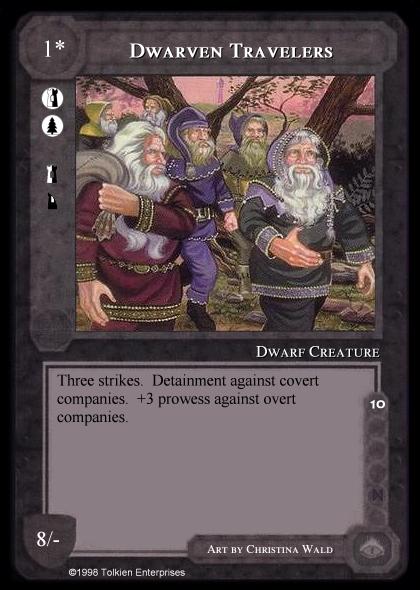 1*
DWARVEN TRAVELERS
DWARF CREATURE
Three strikes. Detainment against covert
companies. +3 prowess against overt
companies.
10
N
8/-
ART BY CHRISTINA WALD
©1998 Tolkien Enterprises